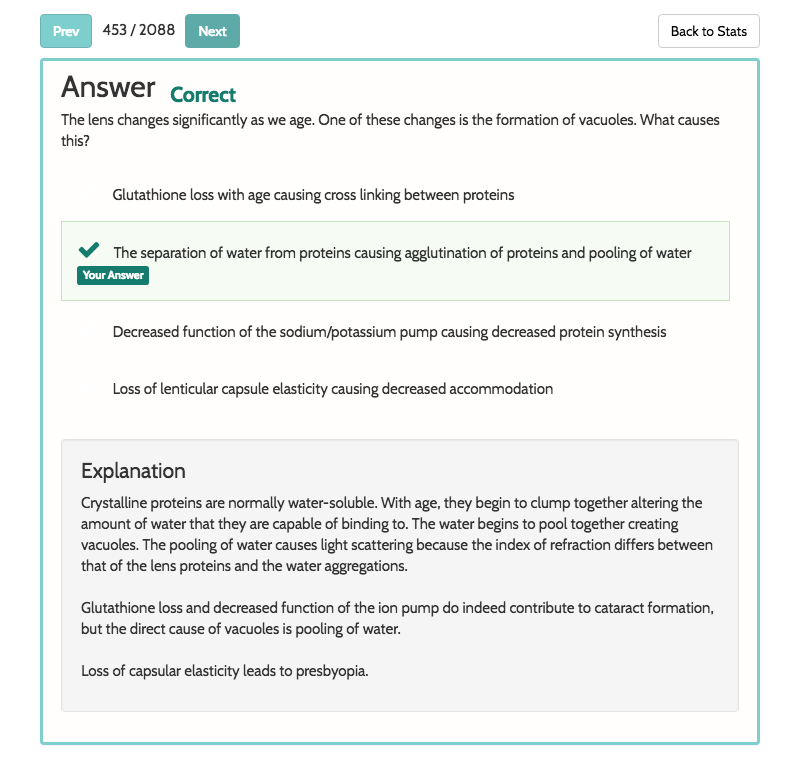 Prev 453 / 2088 Next Back to Stats
Answer Correct
The lens changes significantly as we age. One of these changes is the formation of vacuoles. What causes
this?
Glutathione loss with age causing cross linking between proteins
The separation of water from proteins causing agglutination of proteins and pooling of water
Your Answer
Decreased function of the sodium/potassium pump causing decreased protein synthesis
Loss of lenticular capsule elasticity causing decreased accommodation
Explanation
Crystalline proteins are normally water-soluble. With age, they begin to clump together altering the
amount of water that they are capable of binding to. The water begins to pool together creating
vacuoles. The pooling of water causes light scattering because the index of refraction differs between
that of the lens proteins and the water aggregations.
Glutathione loss and decreased function of the ion pump do indeed contribute to cataract formation,
but the direct cause of vacuoles is pooling of water.
Loss of capsular elasticity leads to presbyopia.